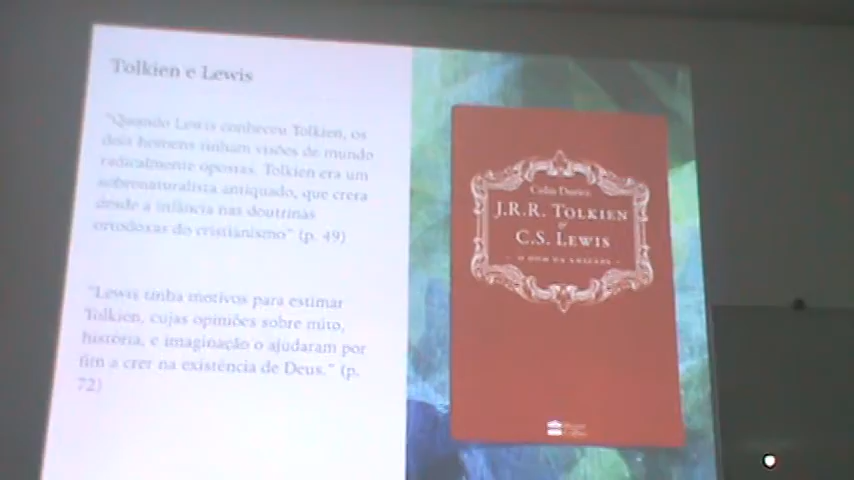 Tolkien e Lewis
"Quando Lewis conheceu Tolkien, os
dois homens tinham visões de mundo
radicalmente opostas. Tolkien era um
sobrenaturalista antiquado, que crera
desde a infância nas doutrinas
ortodoxas do cristianismo" (p. 49)
"Lewis tinha motivos para estimar
Tolkien, cujas opiniões sobre mito,
história, e imaginação o ajudaram por
fim a crer na existência de Deus." (p.
72)
Colin Duriez
J.R.R. TOLKIEN
&
C.S. LEWIS
O DOM DA AMIZADE